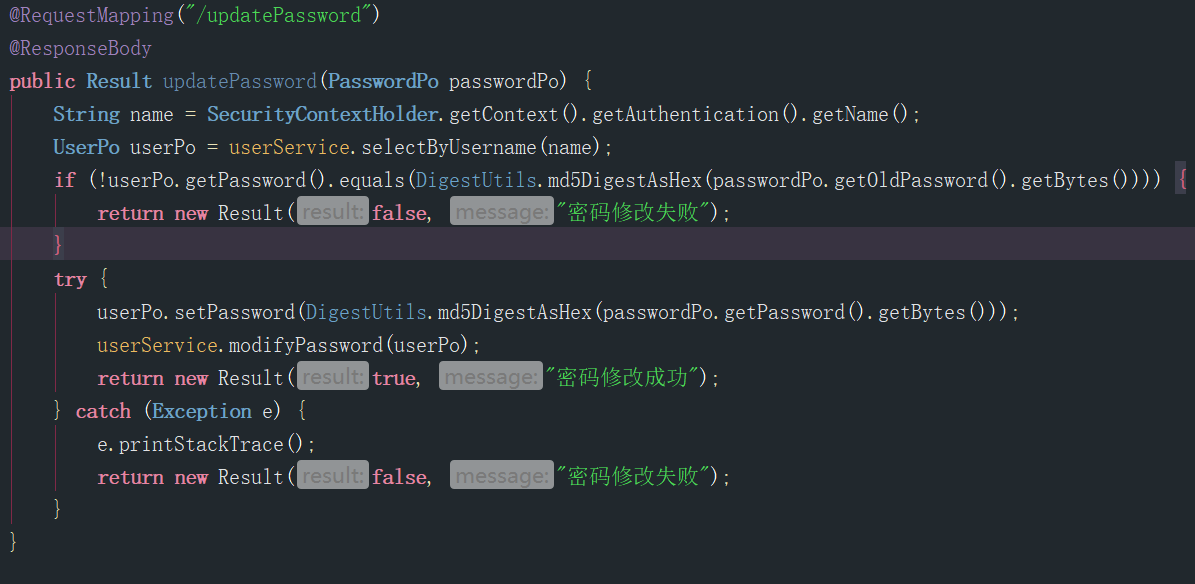 @RequestMapping("/updatePassword")
@ResponseBody
public Result updatePassword(PasswordPo passwordPo) {
    String name = SecurityContextHolder.getContext().getAuthentication().getName();
    UserPo userPo = userService.selectByUsername(name);
    if (!userPo.getPassword().equals(DigestUtils.md5DigestAsHex(passwordPo.getOldPassword().getBytes()))) {
        return new Result( result: false,  message: "密码修改失败");
    }
    try {
        userPo.setPassword(DigestUtils.md5DigestAsHex(passwordPo.getPassword().getBytes()));
        userService.modifyPassword(userPo);
        return new Result( result: true,  message: "密码修改成功");
    } catch (Exception e) {
        e.printStackTrace();
        return new Result( result: false,  message: "密码修改失败");
    }
}